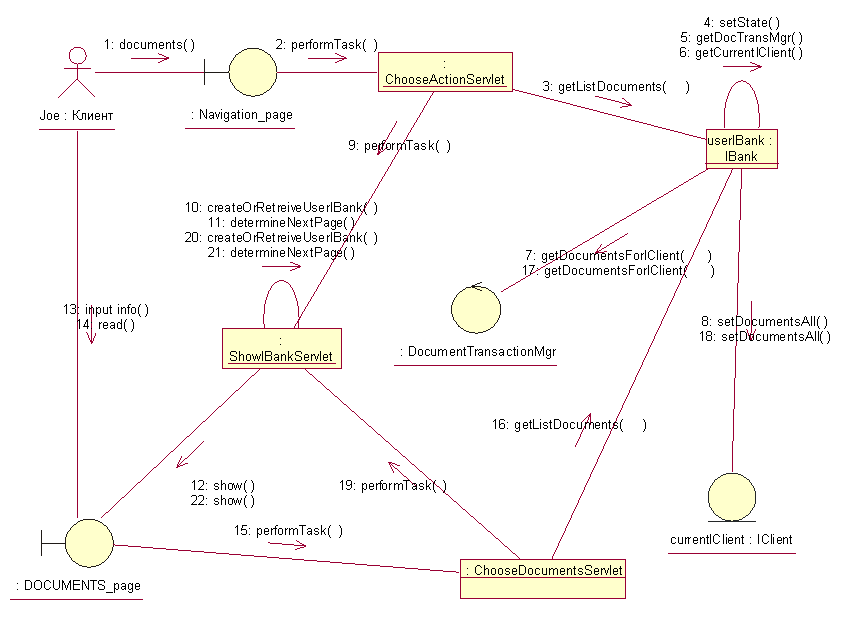 4: setState( )
5: getDocTransMgr( )
6: getCurrentIClient( )
1: documents( )
2: performTask( )
:
ChooseActionServlet
3: getListDocuments( )
Joe : Клиент
: Navigation_page
9: performTask( )
userIBank :
IBank
10: createOrRetreiveUserIBank( )
11: determineNextPage( )
20: createOrRetreiveUserIBank( )
21: determineNextPage( )
7: getDocumentsForIClient( )
17: getDocumentsForIClient( )
13: input info( )
14: read( )
8: setDocumentsAll( )
18: setDocumentsAll( )
:
ShowIBankServlet
: DocumentTransactionMgr
16: getListDocuments( )
12: show( )
22: show( )
19: performTask( )
15: performTask( )
currentIClient : IClient
: DOCUMENTS_page
: ChooseDocumentsServlet